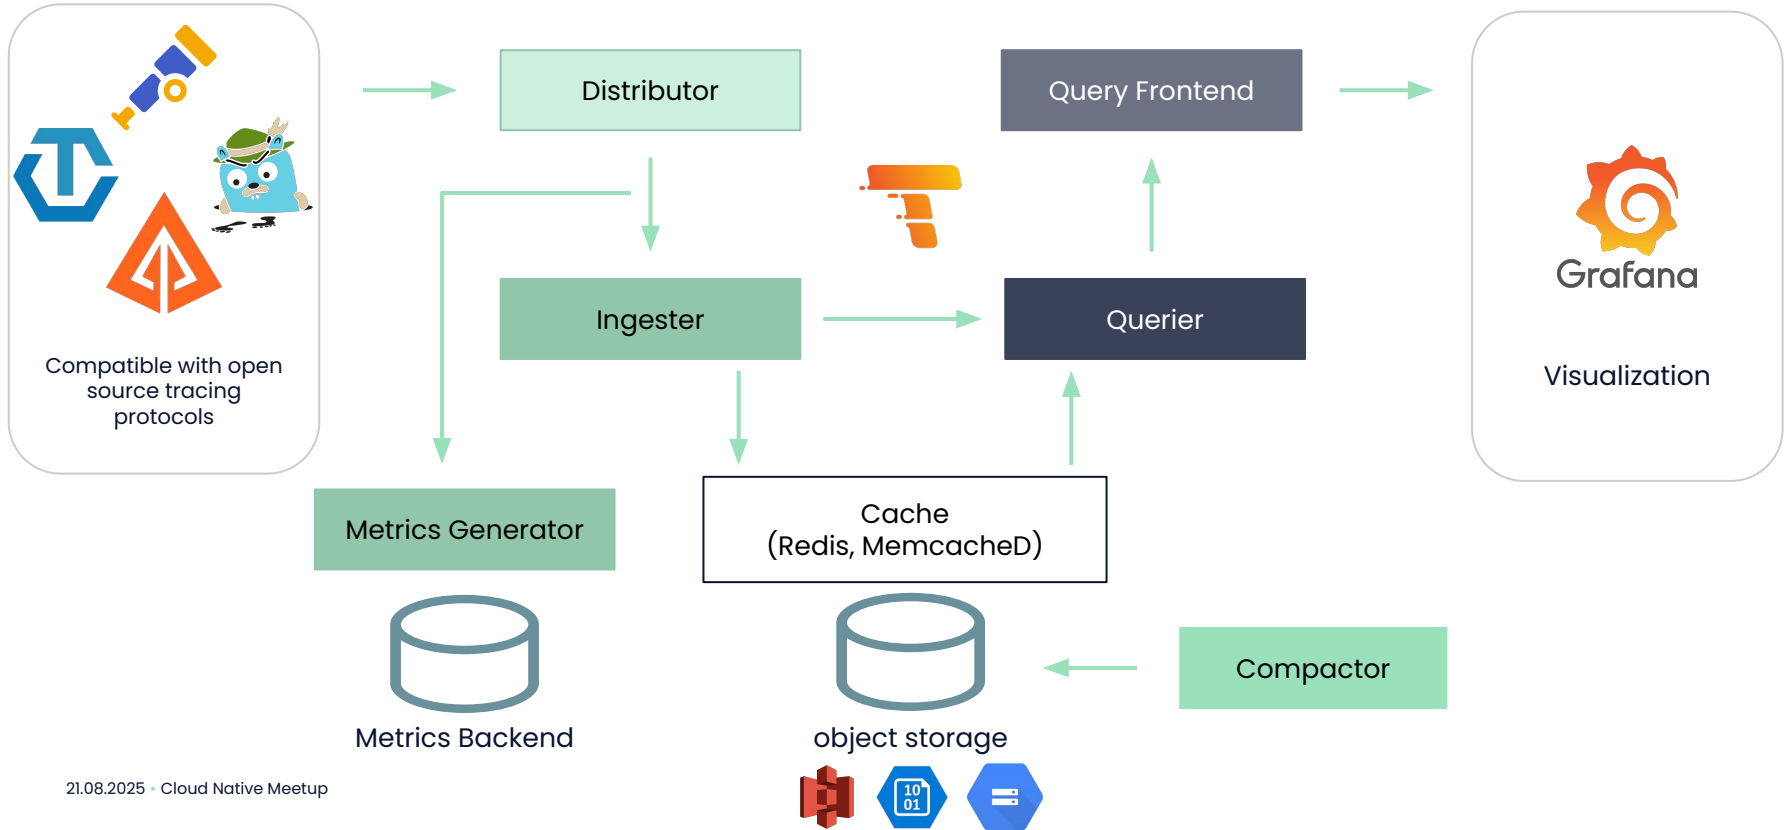 Distributor
Query Frontend
Ingester
Querier
Grafana
Compatible with open
source tracing
protocols
Visualization
Metrics Generator
Cache
(Redis, MemcacheD)
Compactor
Metrics Backend
object storage
21.08.2025 • Cloud Native Meetup
10
01